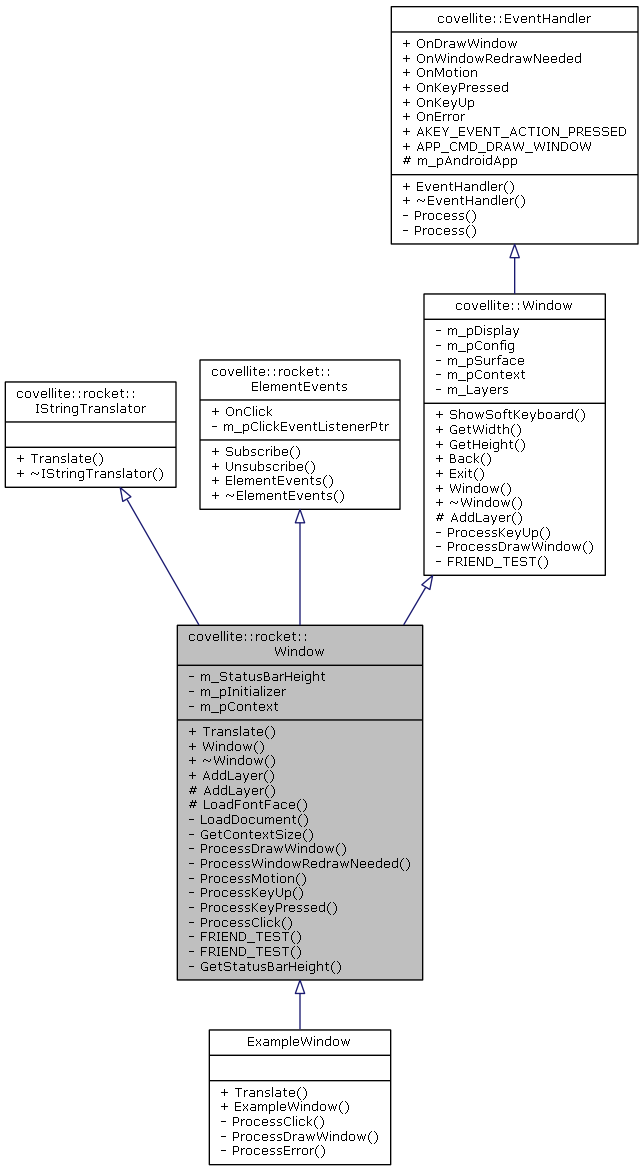 covellite::EventHandler
+ OnDrawWindow
+ OnWindowRedrawNeeded
+ OnMotion
+ OnKeyPressed
+ OnKeyUp
+ OnError
+ AKEY_EVENT_ACTION_PRESSED
+ APP_CMD_DRAW_WINDOW
# m_pAndroidApp
+ EventHandler()
+ ~EventHandler()
- Process()
- Process()
covellite::Window
- m_pDisplay
- m_pConfig
- m_pSurface
- m_pContext
- m_Layers
+ ShowSoftKeyboard()
+ GetWidth()
+ GetHeight()
+ Back()
+ Exit()
+ Window()
+ ~Window()
# AddLayer()
- ProcessKeyUp()
- ProcessDrawWindow()
- FRIEND_TEST()
covellite::rocket::
ElementEvents
+ OnClick
- m_pClickEventListenerPtr
+ Subscribe()
+ Unsubscribe()
+ ElementEvents()
+ ~ElementEvents()
covellite::rocket::
IStringTranslator
+ Translate()
+ ~IStringTranslator()
covellite::rocket::
Window
- m_StatusBarHeight
- m_pInitializer
- m_pContext
+ Translate()
+ Window()
+ ~Window()
+ AddLayer()
# AddLayer()
# LoadFontFace()
- LoadDocument()
- GetContextSize()
- ProcessDrawWindow()
- ProcessWindowRedrawNeeded()
- ProcessMotion()
- ProcessKeyUp()
- ProcessKeyPressed()
- ProcessClick()
- FRIEND_TEST()
- FRIEND_TEST()
- GetStatusBarHeight()
ExampleWindow
+ Translate()
+ ExampleWindow()
- ProcessClick()
- ProcessDrawWindow()
- ProcessError()